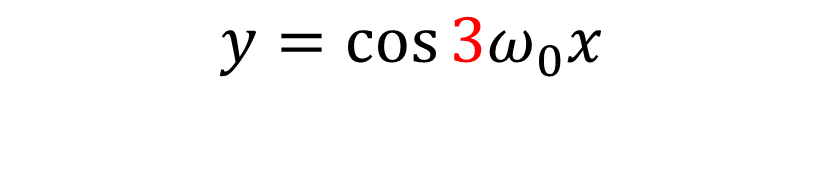 y = cos 3ω₀x